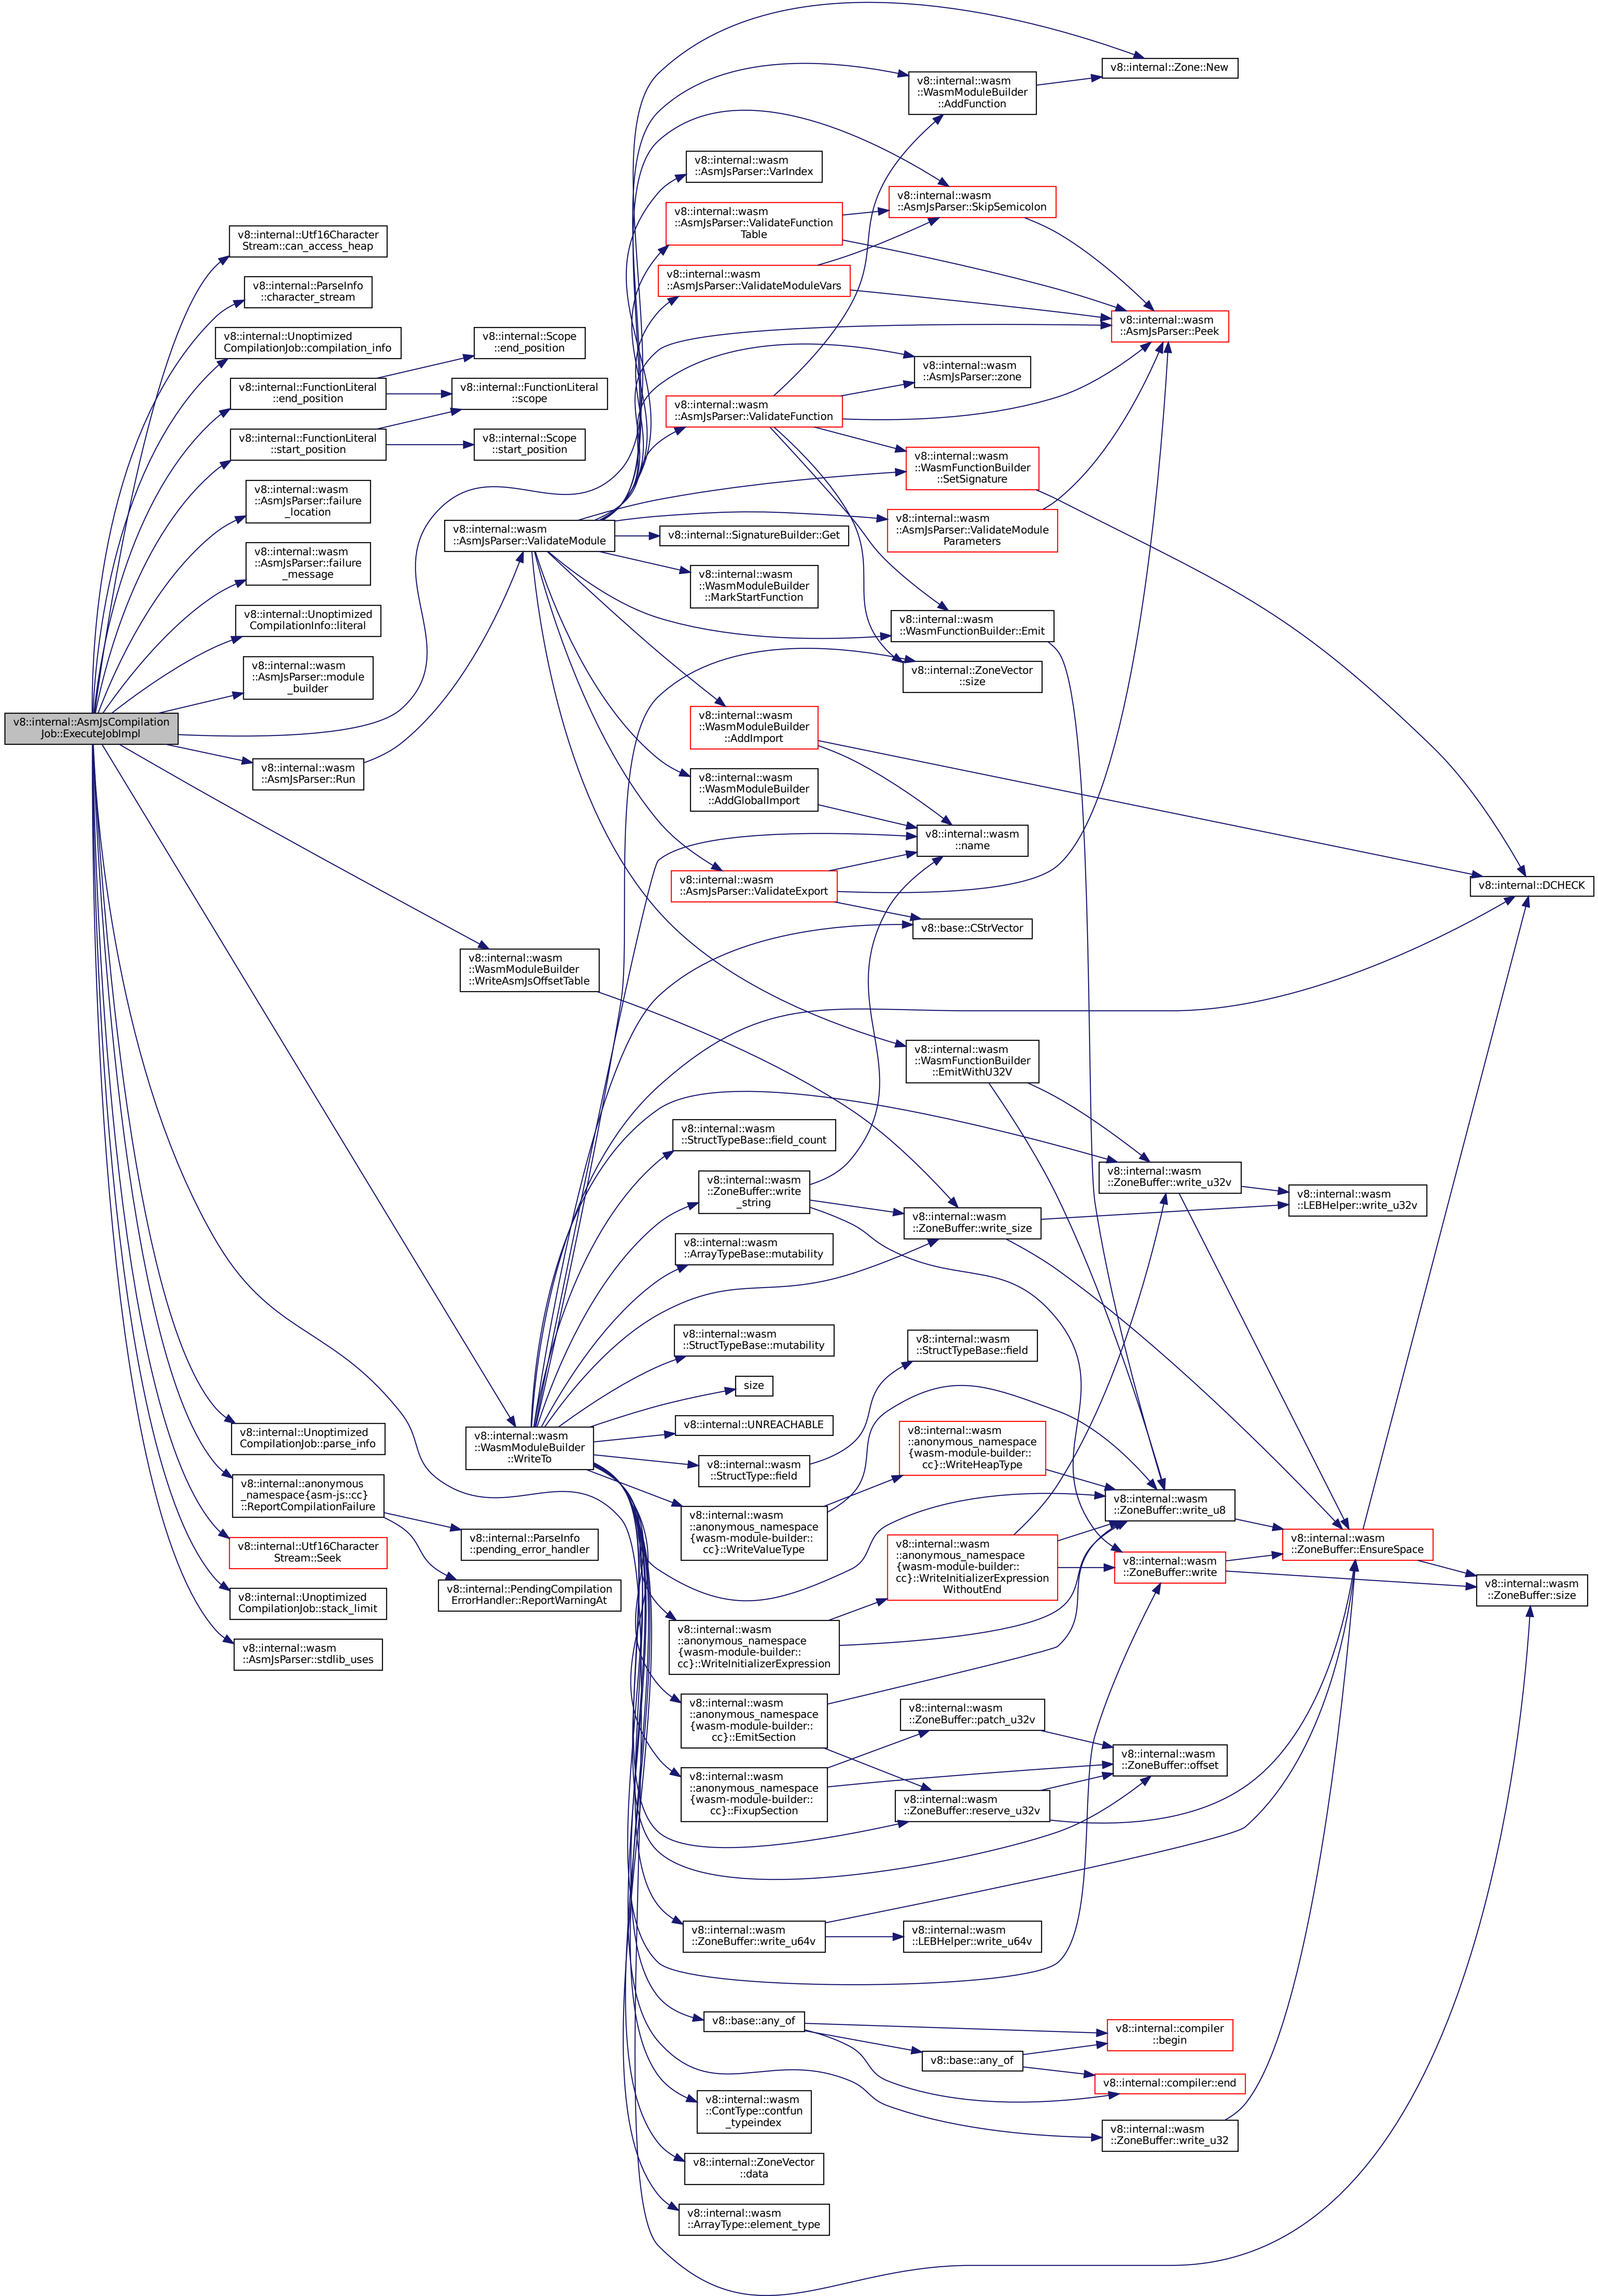 v8::internal::AsmJsCompilation
Job::ExecuteJobImpl
v8::internal::Utf16Character
Stream::can_access_heap
v8::internal::ParseInfo
::character_stream
v8::internal::Unoptimized
CompilationJob::compilation_info
v8::internal::FunctionLiteral
::end_position
v8::internal::FunctionLiteral
::start_position
v8::internal::wasm
::AsmJsParser::failure
_location
v8::internal::wasm
::AsmJsParser::failure
_message
v8::internal::Unoptimized
CompilationInfo::literal
v8::internal::wasm
::AsmJsParser::module
_builder
v8::internal::wasm
::AsmJsParser::Run
v8::internal::Unoptimized
CompilationJob::parse_info
v8::internal::anonymous
_namespace{asm-js::cc}
::ReportCompilationFailure
v8::internal::Utf16Character
Stream::Seek
v8::internal::Unoptimized
CompilationJob::stack_limit
v8::internal::wasm
::AsmJsParser::stdlib_uses
v8::internal::Scope
::end_position
v8::internal::FunctionLiteral
::scope
v8::internal::Scope
::start_position
v8::internal::wasm
::AsmJsParser::ValidateModule
v8::internal::wasm
::WasmModuleBuilder
::WriteAsmJsOffsetTable
v8::internal::wasm
::WasmModuleBuilder
::WriteTo
v8::internal::ParseInfo
::pending_error_handler
v8::internal::PendingCompilation
ErrorHandler::ReportWarningAt
v8::internal::wasm
::AsmJsParser::VarIndex
v8::internal::wasm
::AsmJsParser::ValidateFunction
Table
v8::internal::wasm
::AsmJsParser::ValidateModuleVars
v8::internal::wasm
::AsmJsParser::ValidateFunction
v8::internal::SignatureBuilder::Get
v8::internal::wasm
::WasmModuleBuilder
::MarkStartFunction
v8::internal::wasm
::WasmModuleBuilder
::AddImport
v8::internal::wasm
::WasmModuleBuilder
::AddGlobalImport
v8::internal::wasm
::AsmJsParser::ValidateExport
v8::internal::wasm
::StructTypeBase::field_count
v8::internal::wasm
::ZoneBuffer::write
_string
v8::internal::wasm
::ArrayTypeBase::mutability
v8::internal::wasm
::StructTypeBase::mutability
size
v8::internal::UNREACHABLE
v8::internal::wasm
::StructType::field
v8::internal::wasm
::anonymous_namespace
{wasm-module-builder::
cc}::WriteValueType
v8::internal::wasm
::anonymous_namespace
{wasm-module-builder::
cc}::WriteInitializerExpression
v8::internal::wasm
::anonymous_namespace
{wasm-module-builder::
cc}::EmitSection
v8::internal::wasm
::anonymous_namespace
{wasm-module-builder::
cc}::FixupSection
v8::internal::wasm
::ZoneBuffer::write_u64v
v8::base::any_of
v8::internal::wasm
::ContType::contfun
_typeindex
v8::internal::ZoneVector
::data
v8::internal::wasm
::ArrayType::element_type
v8::internal::wasm
::WasmModuleBuilder
::AddFunction
v8::internal::wasm
::AsmJsParser::SkipSemicolon
v8::internal::wasm
::AsmJsParser::zone
v8::internal::wasm
::WasmFunctionBuilder
::SetSignature
v8::internal::wasm
::AsmJsParser::ValidateModule
Parameters
v8::internal::wasm
::WasmFunctionBuilder::Emit
v8::internal::ZoneVector
::size
v8::internal::wasm
::name
v8::base::CStrVector
v8::internal::wasm
::WasmFunctionBuilder
::EmitWithU32V
v8::internal::wasm
::ZoneBuffer::write_size
v8::internal::wasm
::StructTypeBase::field
v8::internal::wasm
::anonymous_namespace
{wasm-module-builder::
cc}::WriteHeapType
v8::internal::wasm
::anonymous_namespace
{wasm-module-builder::
cc}::WriteInitializerExpression
WithoutEnd
v8::internal::wasm
::ZoneBuffer::patch_u32v
v8::internal::wasm
::ZoneBuffer::reserve_u32v
v8::internal::wasm
::LEBHelper::write_u64v
v8::base::any_of
v8::internal::Zone::New
v8::internal::wasm
::AsmJsParser::Peek
v8::internal::wasm
::ZoneBuffer::write_u32v
v8::internal::wasm
::ZoneBuffer::write_u8
v8::internal::wasm
::ZoneBuffer::write
v8::internal::wasm
::ZoneBuffer::offset
v8::internal::compiler
::begin
v8::internal::compiler::end
v8::internal::wasm
::ZoneBuffer::write_u32
v8::internal::DCHECK
v8::internal::wasm
::LEBHelper::write_u32v
v8::internal::wasm
::ZoneBuffer::EnsureSpace
v8::internal::wasm
::ZoneBuffer::size